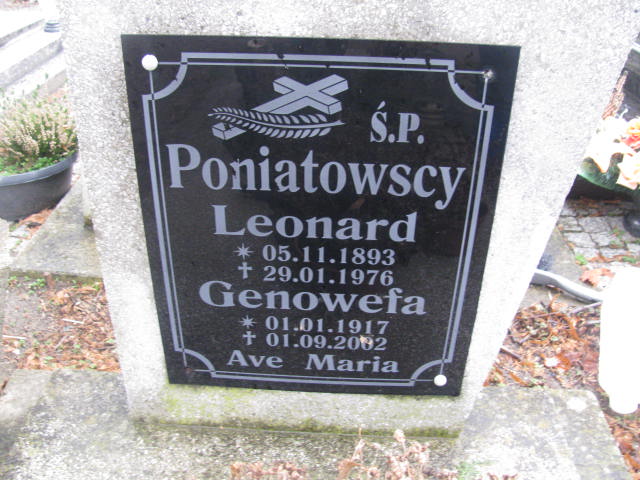 Ś.P.
Poniatowscy
Leonard
* 05.11.1893
† 29.01.1976
Genowefa
* 01.01.1917
† 01.09.2002
Ave Maria